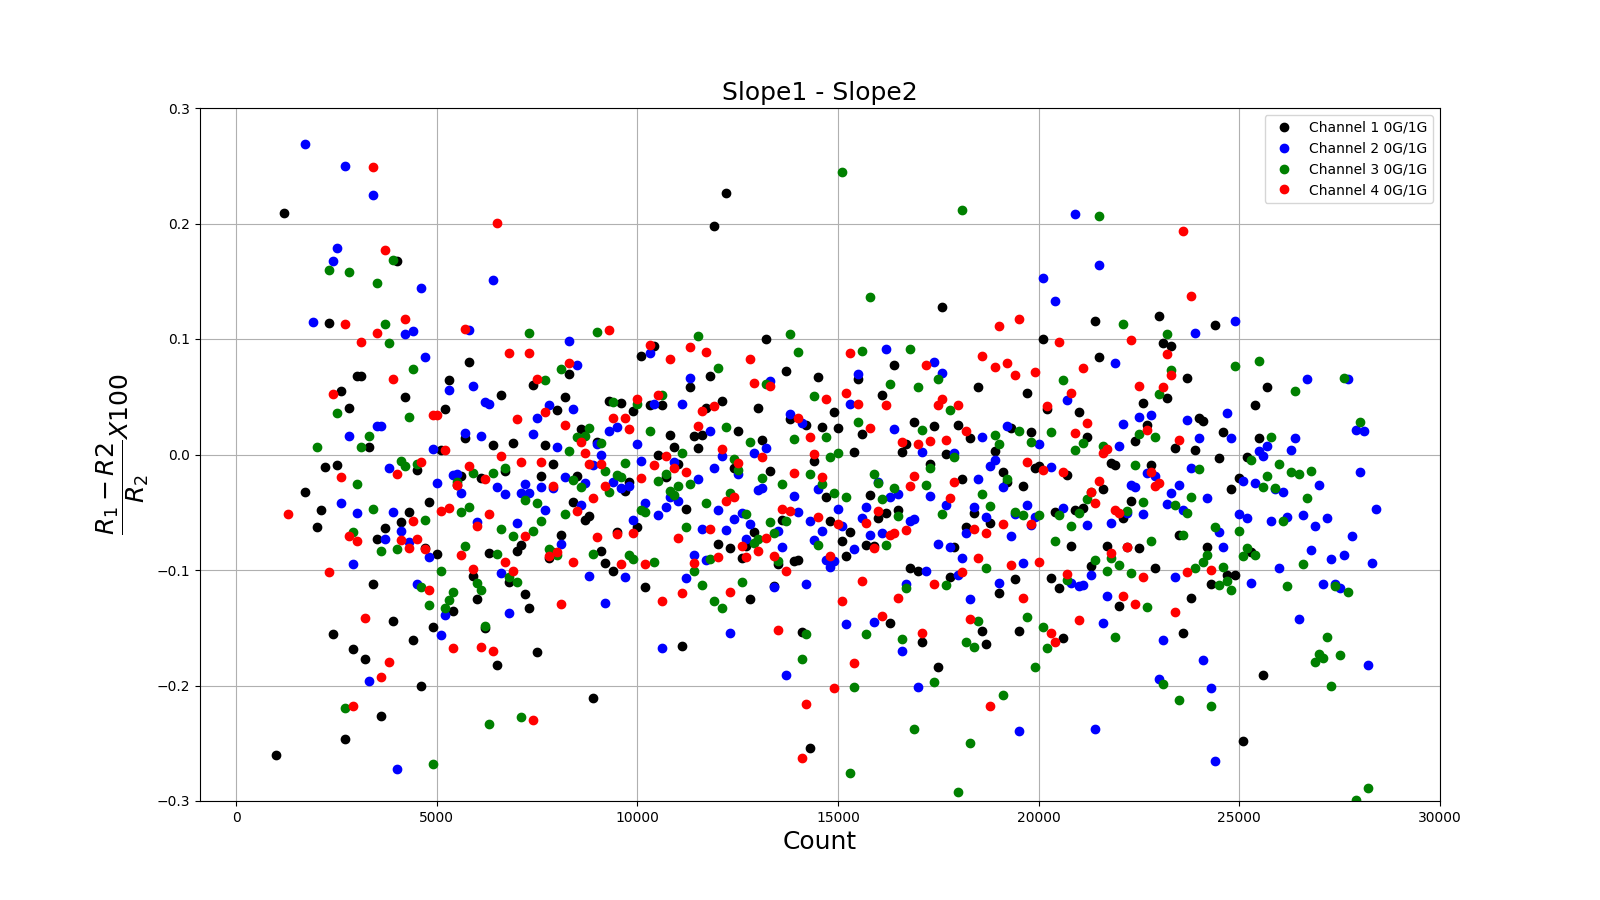 Slope1 - Slope2
0.3
0.2
0.1
0.0
−0.1
−0.2
−0.3
R1 − R2
R2
X100
0 5000 10000 15000 20000 25000 30000
Count
Channel 1 0G/1G
Channel 2 0G/1G
Channel 3 0G/1G
Channel 4 0G/1G